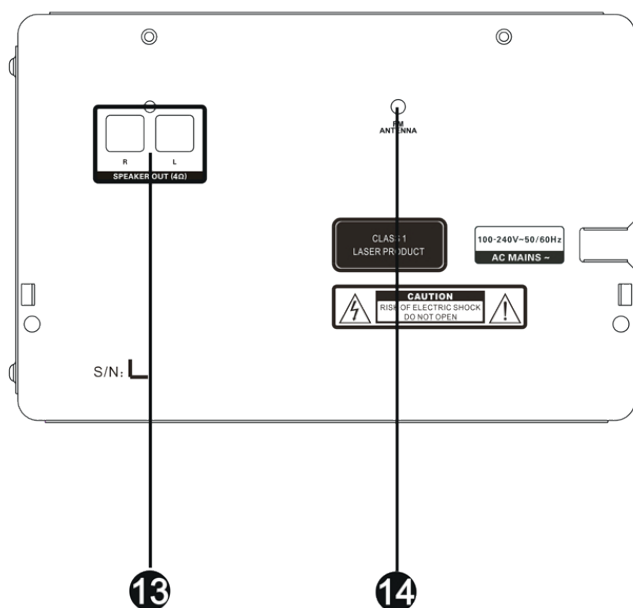 FM
ANTENNA
R L
SPEAKER OUT (4Ω)
CLASS 1
LASER PRODUCT
100-240V~50/60Hz
AC MAINS ~
CAUTION
RISK OF ELECTRIC SHOCK
DO NOT OPEN
S/N:
13 14